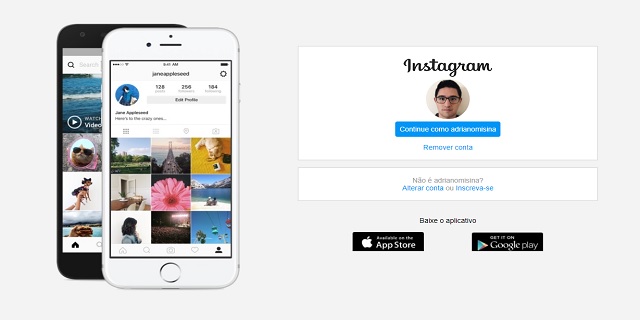 Search
WATCH
Video
9:41 AM
janeappleseed
128
256
184
posts
followers
following
Edit Profile
Jane Appleseed
Here's to the crazy ones...
Instagram
Continue como adrianomisina
Remover conta
Não é adrianomisina?
Alterar conta ou Inscreva-se
Baixe o aplicativo
Available on the
App Store
GET IT ON
Google play